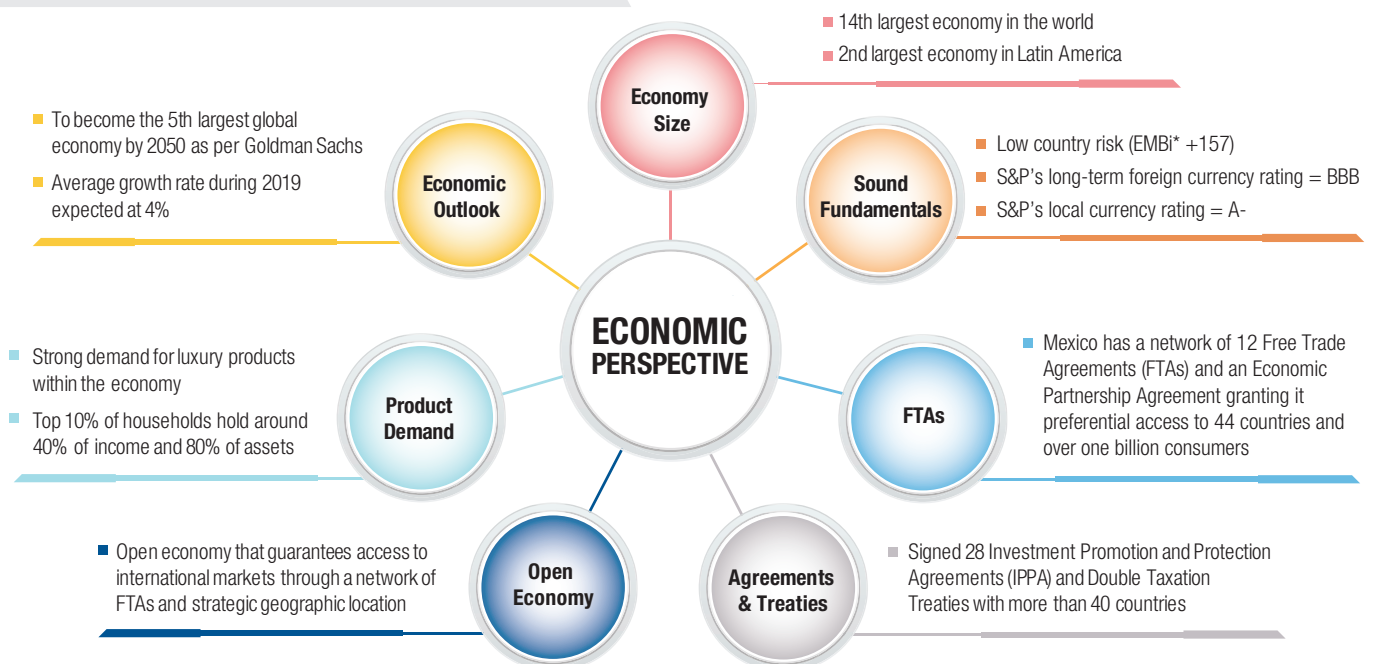 ECONOMIC
PERSPECTIVE
Economy
Size
14th largest economy in the world
2nd largest economy in Latin America
Sound
Fundamentals
Low country risk (EMBi* +157)
S&P's long-term foreign currency rating = BBB
S&P's local currency rating = A-
FTAs
Mexico has a network of 12 Free Trade
Agreements (FTAs) and an Economic
Partnership Agreement granting it
preferential access to 44 countries and
over one billion consumers
Agreements
& Treaties
Signed 28 Investment Promotion and Protection
Agreements (IPPA) and Double Taxation
Treaties with more than 40 countries
Open
Economy
Open economy that guarantees access to
international markets through a network of
FTAs and strategic geographic location
Product
Demand
Strong demand for luxury products
within the economy
Top 10% of households hold around
40% of income and 80% of assets
Economic
Outlook
To become the 5th largest global
economy by 2050 as per Goldman Sachs
Average growth rate during 2019
expected at 4%